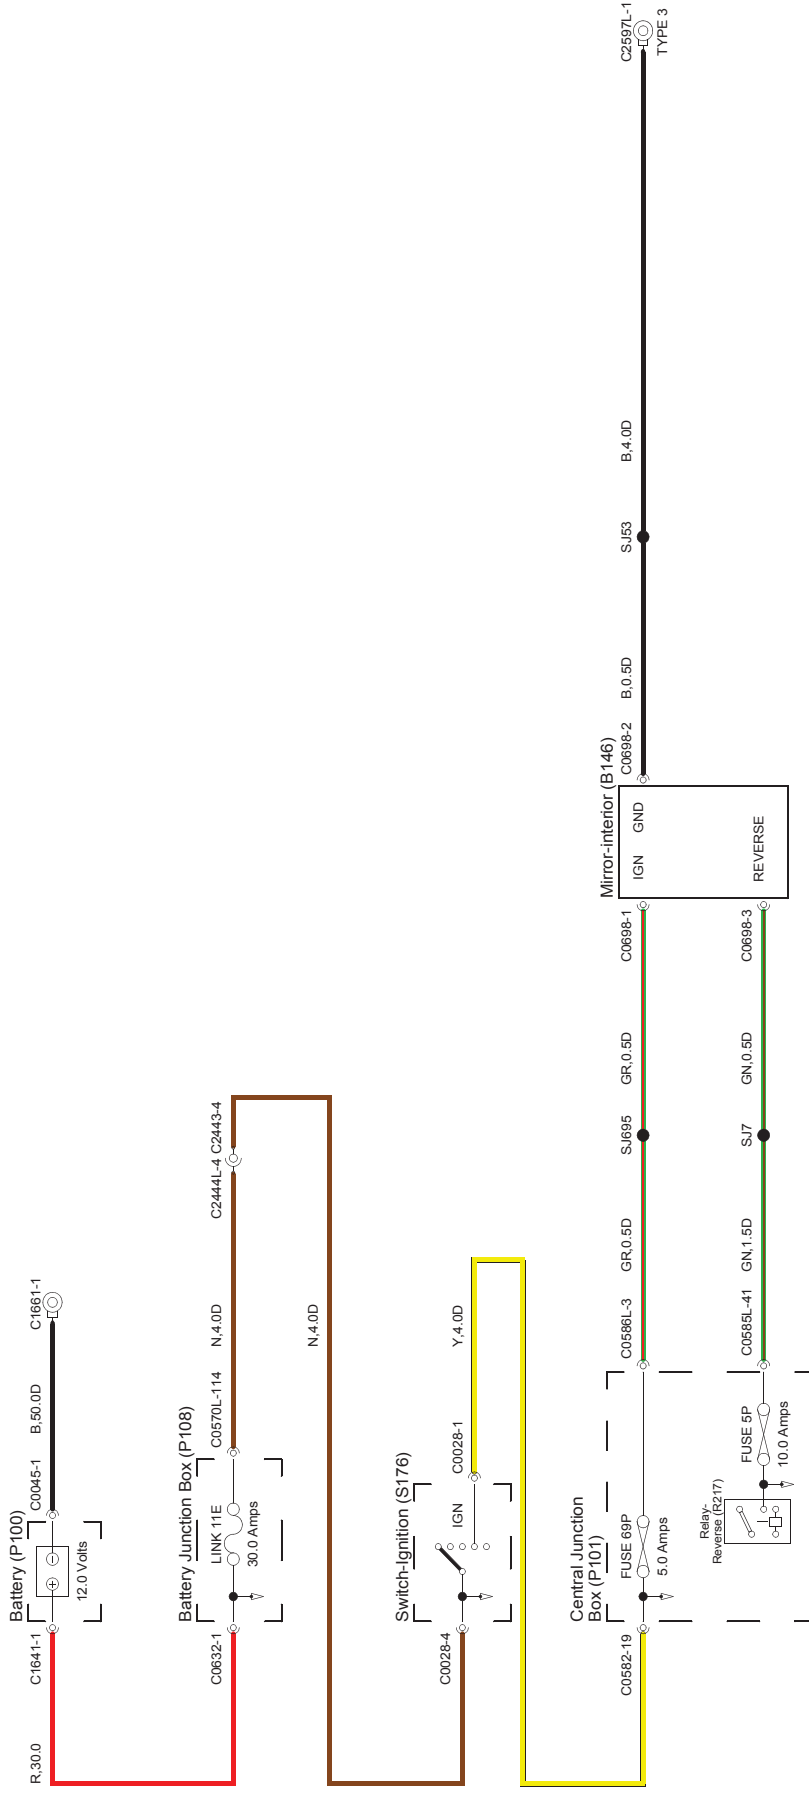 Battery (P100)
12.0 Volts
C1641-1
R,30.0
C0045-1
B,50.0D
C1661-1
Battery Junction Box (P108)
LINK 11E
30.0 Amps
C0632-1
C0570L-114
N,4.0D
C2444L-4
C2443-4
N,4.0D
Switch-Ignition (S176)
IGN
C0028-4
C0028-1
Y,4.0D
Central Junction
Box (P101)
C0582-19
FUSE 69P
5.0 Amps
C0586L-3
GR,0.5D
SJ695
GR,0.5D
C0698-1
Mirror-interior (B146)
IGN
GND
REVERSE
C0698-2
B,0.5D
SJ53
B,4.0D
C2597L-1
TYPE 3
Relay-
Reverse (R217)
FUSE 5P
10.0 Amps
C0585L-41
GN,1.5D
SJ7
GN,0.5D
C0698-3